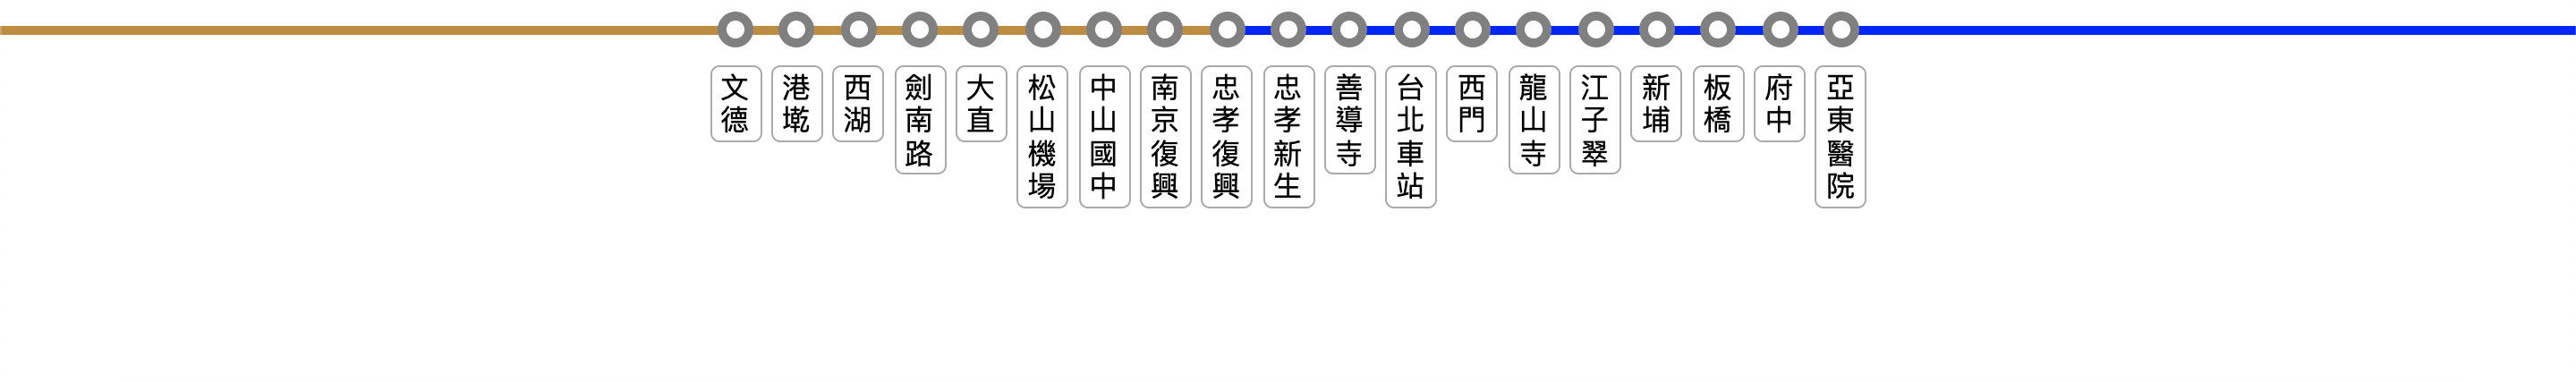 文德
港墘
西湖
劍南路
大直
松山機場
中山國中
南京復興
忠孝復興
忠孝新生
善導寺
台北車站
西門
龍山寺
江子翠
新埔
板橋
府中
亞東醫院